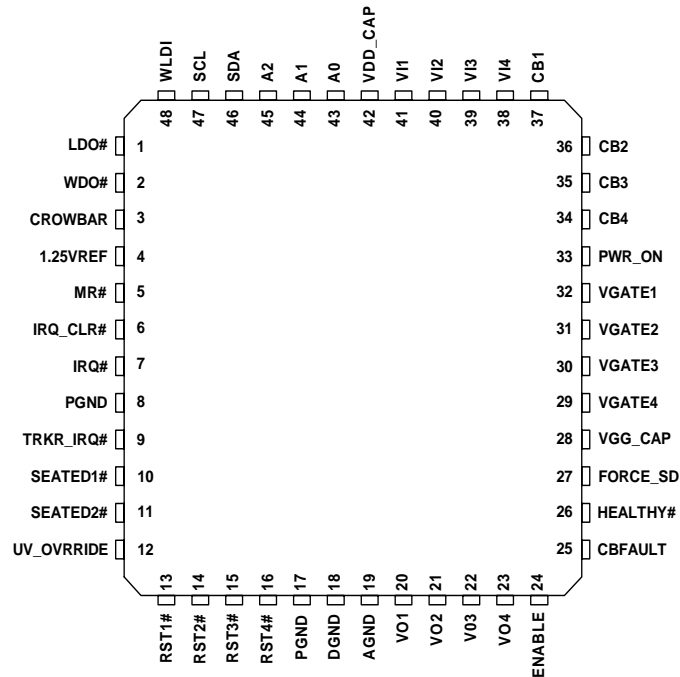 WLDI
SCL
SDA
A2
A1
A0
VDD_CAP
VI1
VI2
VI3
VI4
CB1
48
47
46
45
44
43
42
41
40
39
38
37
LDO# 1
WDO# 2
CROWBAR 3
1.25VREF 4
MR# 5
IRQ_CLR# 6
IRQ# 7
PGND 8
TRKR_IRQ# 9
SEATED1# 10
SEATED2# 11
UV_OVRRIDE 12
36 CB2
35 CB3
34 CB4
33 PWR_ON
32 VGATE1
31 VGATE2
30 VGATE3
29 VGATE4
28 VGG_CAP
27 FORCE_SD
26 HEALTHY#
25 CBFAULT
13
14
15
16
17
18
19
20
21
22
23
24
RST1#
RST2#
RST3#
RST4#
PGND
DGND
AGND
VO1
VO2
V03
VO4
ENABLE